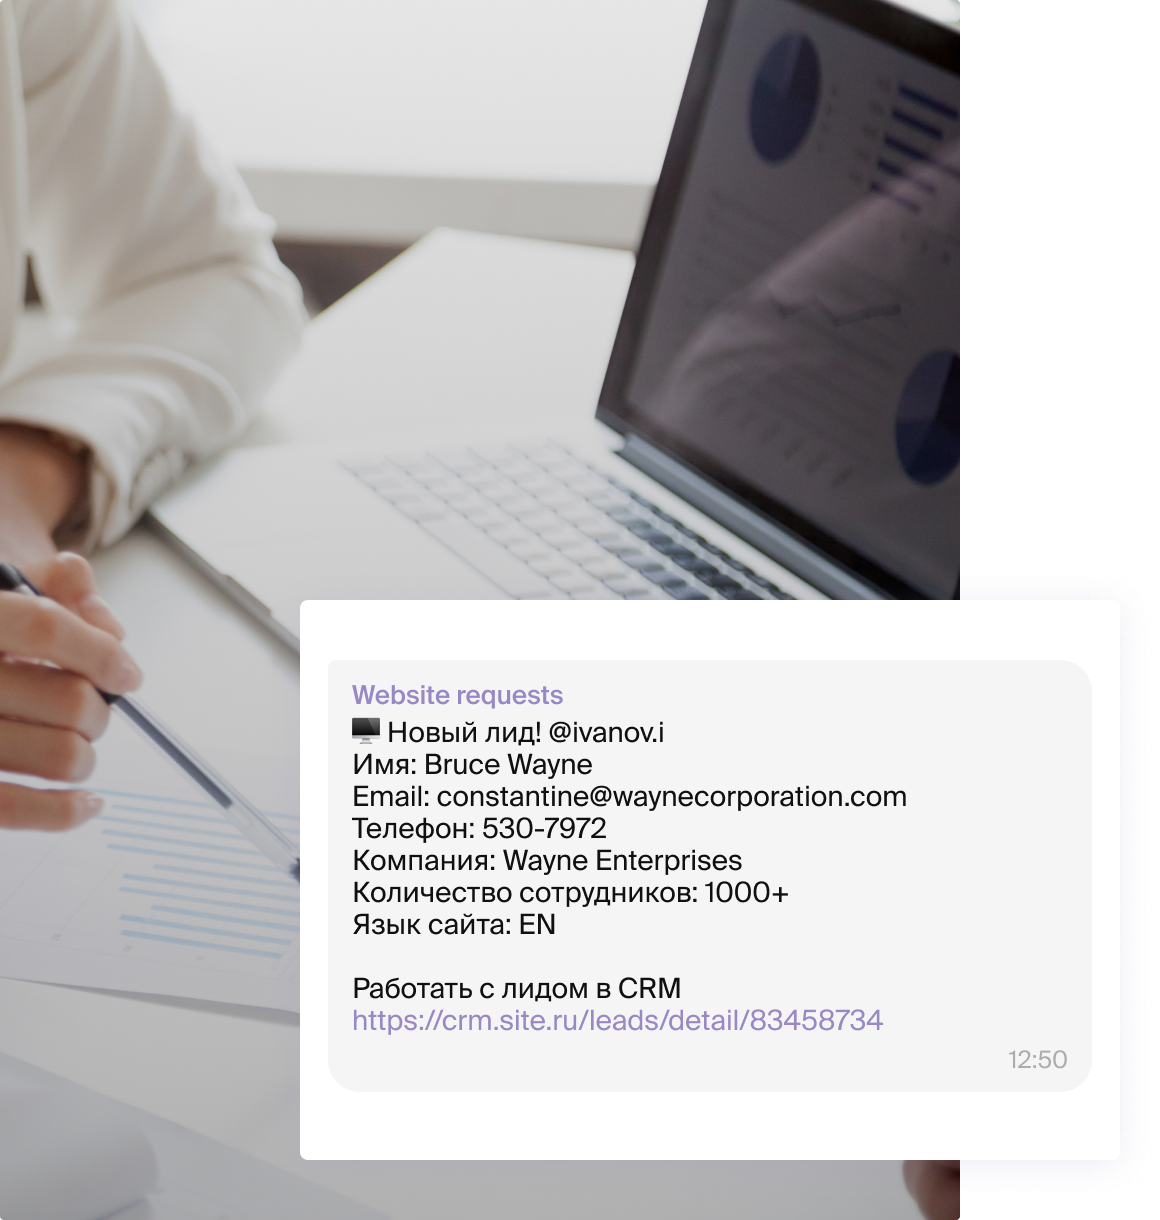 Website requests
🖥 Новый лид! @ivanov.i
Имя: Bruce Wayne
Email: constantine@waynecorporation.com
Телефон: 530-7972
Компания: Wayne Enterprises
Количество сотрудников: 1000+
Язык сайта: EN
Работать с лидом в CRM
https://crm.site.ru/leads/detail/83458734
12:50